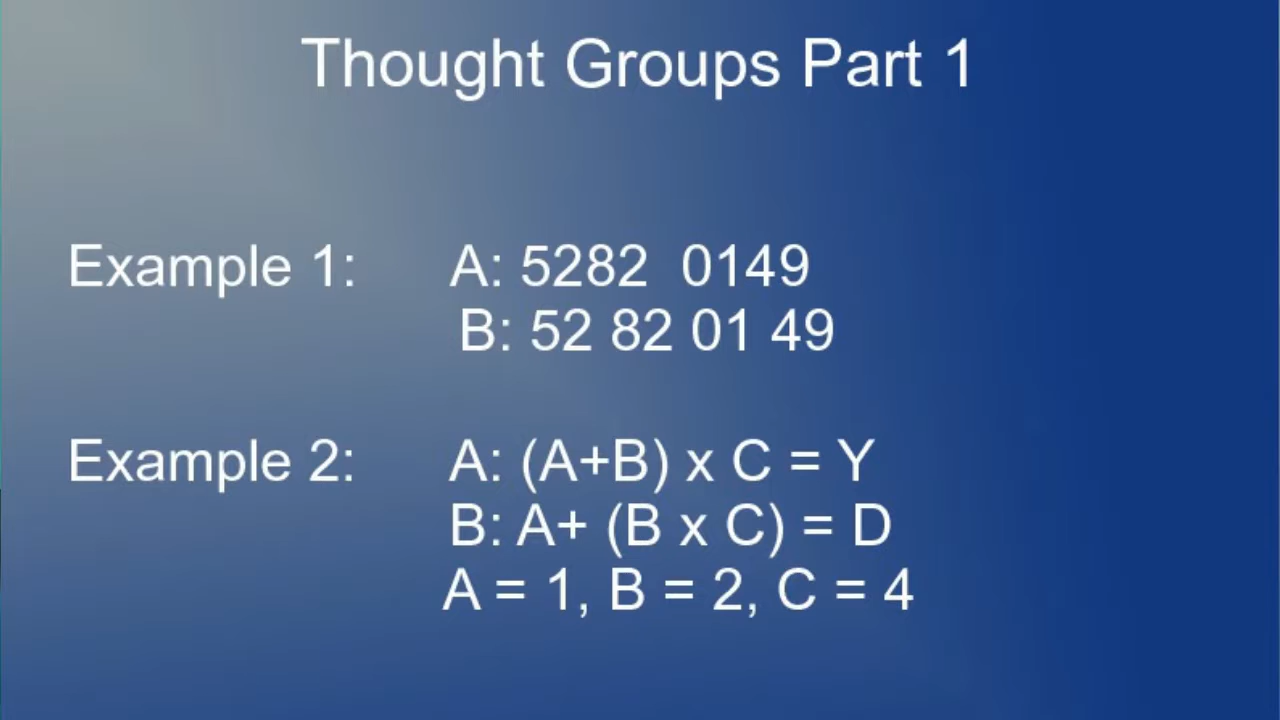 Thought Groups Part 1
Example 1: A: 5282 0149
B: 52 82 01 49
Example 2: A: (A+B) x C = Y
B: A+ (B x C) = D
A = 1, B = 2, C = 4